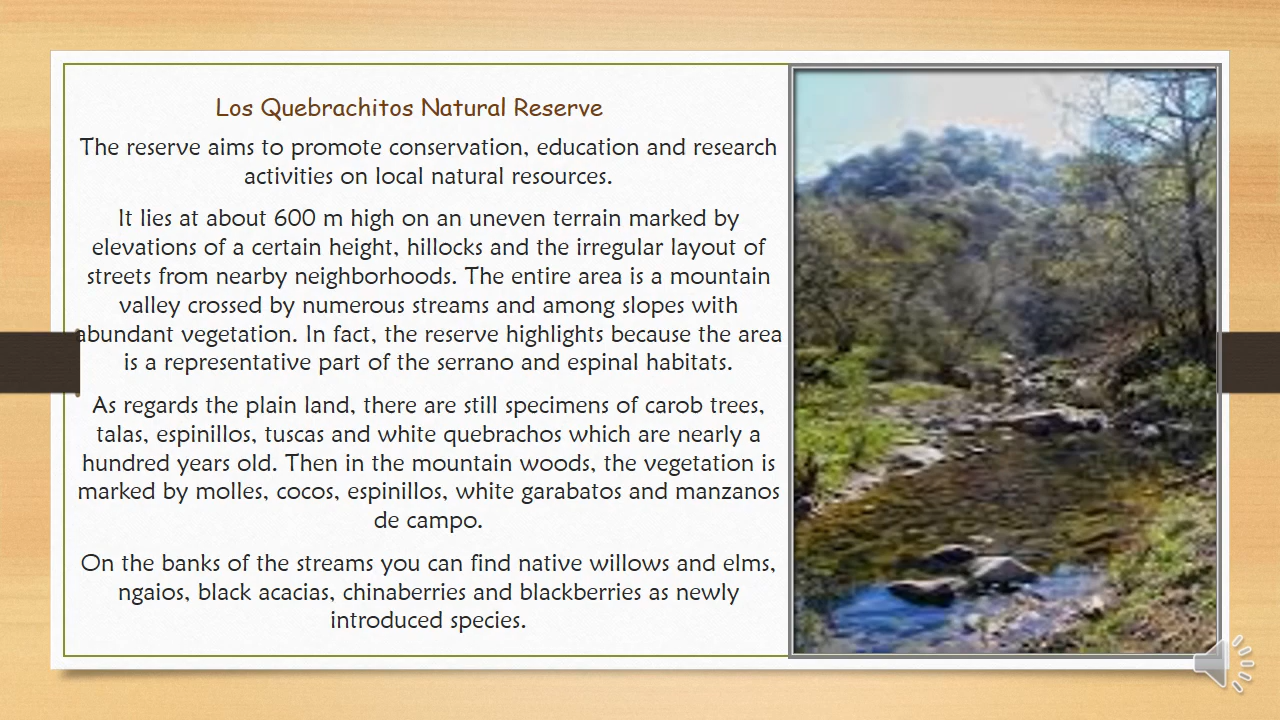 Los Quebrachitos Natural Reserve
The reserve aims to promote conservation, education and research
activities on local natural resources.
It lies at about 600 m high on an uneven terrain marked by
elevations of a certain height, hillocks and the irregular layout of
streets from nearby neighborhoods. The entire area is a mountain
valley crossed by numerous streams and among slopes with
abundant vegetation. In fact, the reserve highlights because the area
is a representative part of the serrano and espinal habitats.
As regards the plain land, there are still specimens of carob trees,
talas, espinillos, tuscas and white quebrachos which are nearly a
hundred years old. Then in the mountain woods, the vegetation is
marked by molles, cocos, espinillos, white garabatos and manzanos
de campo.
On the banks of the streams you can find native willows and elms,
ngaios, black acacias, chinaberries and blackberries as newly
introduced species.